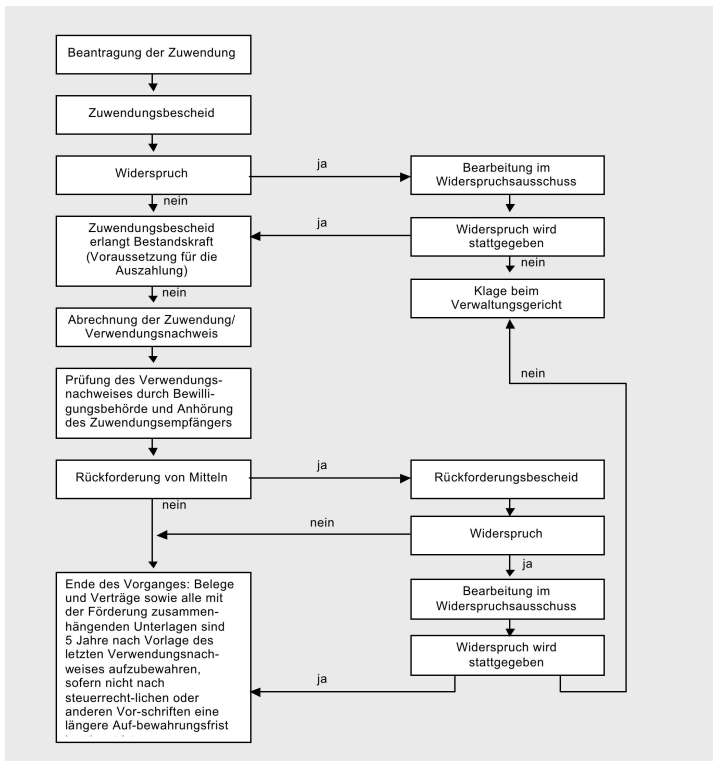 Beantragung der Zuwendung
Zuwendungsbescheid
Widerspruch
ja
Bearbeitung im
Widerspruchsausschuss
nein
Zuwendungsbescheid
erlangt Bestandskraft
(Voraussetzung für die
Auszahlung)
ja
Widerspruch wird
stattgegeben
nein
nein
Klage beim
Verwaltungsgericht
Abrechnung der Zuwendung/
Verwendungsnachweis
nein
Prüfung des Verwendungs-
nachweises durch Bewilli-
gungsbehörde und Anhörung
des Zuwendungsempfängers
Rückforderung von Mitteln
ja
Rückforderungsbescheid
nein
nein
Widerspruch
ja
Ende des Vorganges: Belege
und Verträge sowie alle mit
der Förderung zusammen-
hängenden Unterlagen sind
5 Jahre nach Vorlage des
letzten Verwendungsnach-
weises aufzubewahren,
sofern nicht nach
steuerrecht-lichen oder
anderen Vor-schriften eine
längere Auf-bewahrungsfrist
Bearbeitung im
Widerspruchsausschuss
Widerspruch wird
stattgegeben
ja